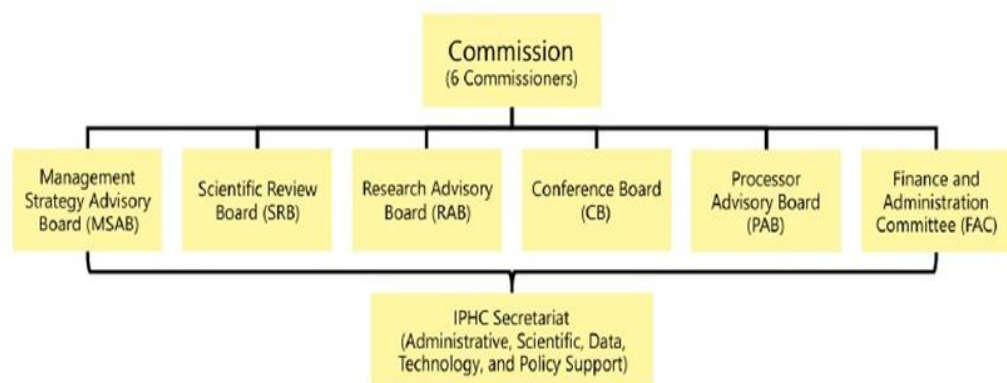 Commission
(6 Commissioners)
Management
Strategy Advisory
Board (MSAB)
Scientific Review
Board (SRB)
Research Advisory
Board (RAB)
Conference Board
(CB)
Processor
Advisory Board
(PAB)
Finance and
Administration
Committee (FAC)
IPHC Secretariat
(Administrative, Scientific, Data,
Technology, and Policy Support)